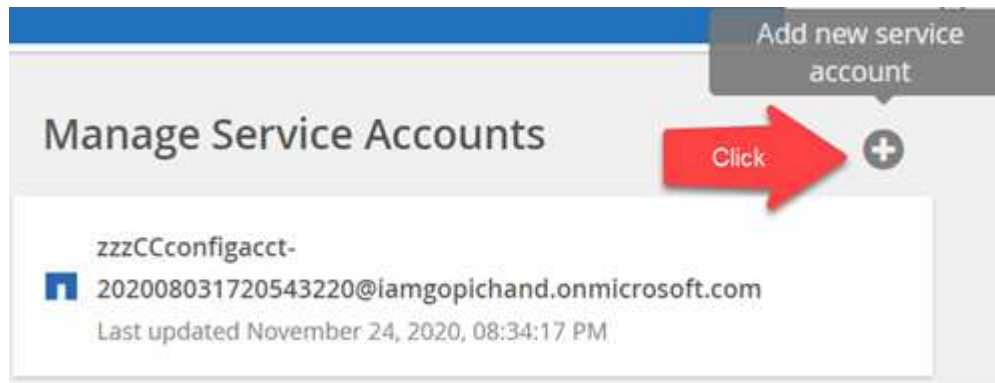 Add new service
account
Manage Service Accounts
Click
zzzCCconfigacct-
202008031720543220@iamgopichand.onmicrosoft.com
Last updated November 24, 2020, 08:34:17 PM